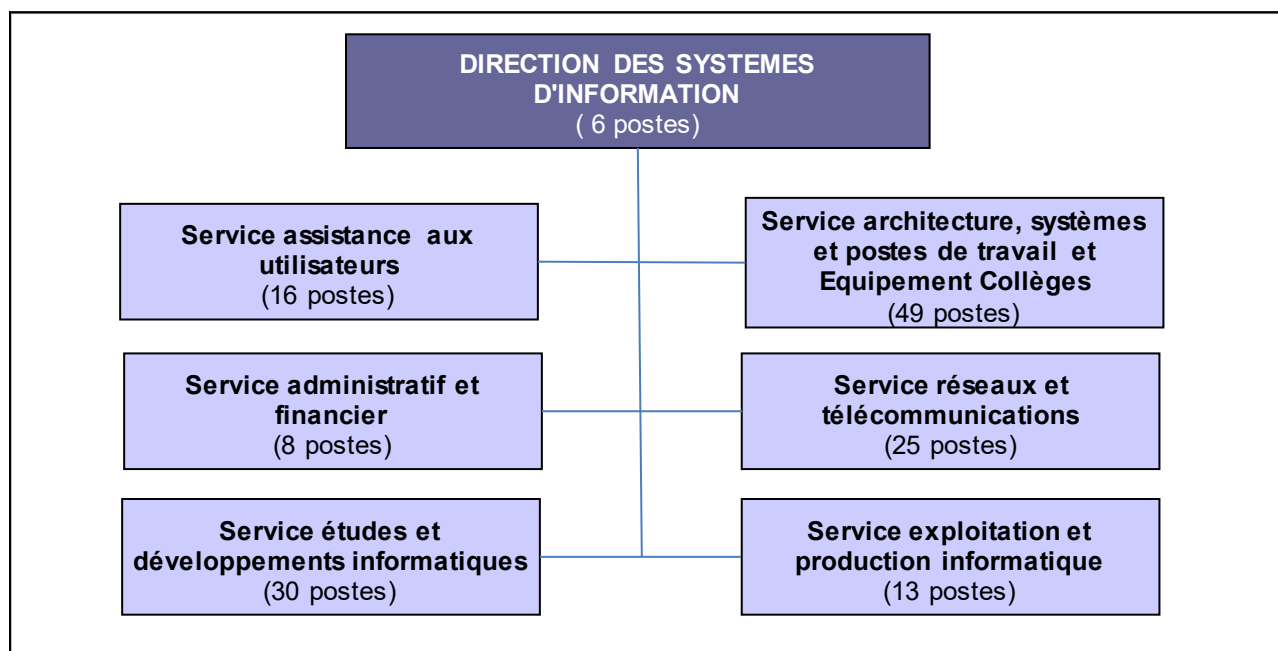 DIRECTION DES SYSTEMES
D'INFORMATION
( 6 postes)
Service assistance aux
utilisateurs
(16 postes)
Service architecture, systèmes
et postes de travail et
Equipement Collèges
(49 postes)
Service administratif et
financier
(8 postes)
Service réseaux et
télécommunications
(25 postes)
Service études et
développements informatiques
(30 postes)
Service exploitation et
production informatique
(13 postes)